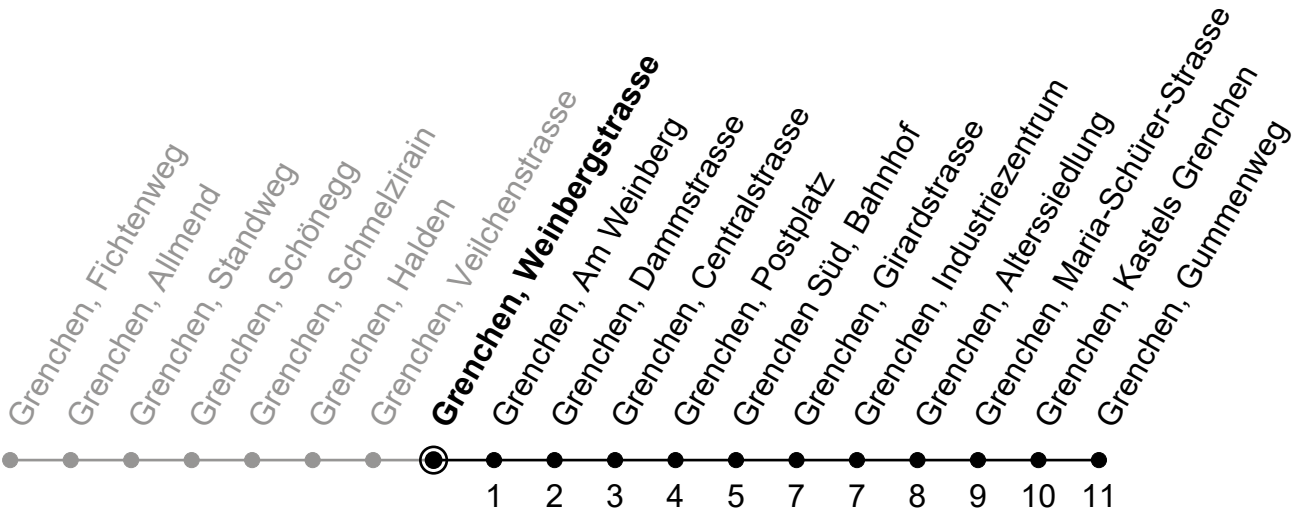 Grenchen, Fichtenweg
Grenchen, Allmend
Grenchen, Standweg
Grenchen, Schönegg
Grenchen, Schmelzirain
Grenchen, Halden
Grenchen, Veilchenstrasse
Grenchen, Weinbergstrasse
Grenchen, Am Weinberg
Grenchen, Dammstrasse
Grenchen, Centralstrasse
Grenchen, Postplatz
Grenchen Süd, Bahnhof
Grenchen, Girardstrasse
Grenchen, Industriezentrum
Grenchen, Alterssiedlung
Grenchen, Maria-Schürer-Strasse
Grenchen, Kastels Grenchen
Grenchen, Gummenweg
1 2 3 4 5 7 7 8 9 10 11